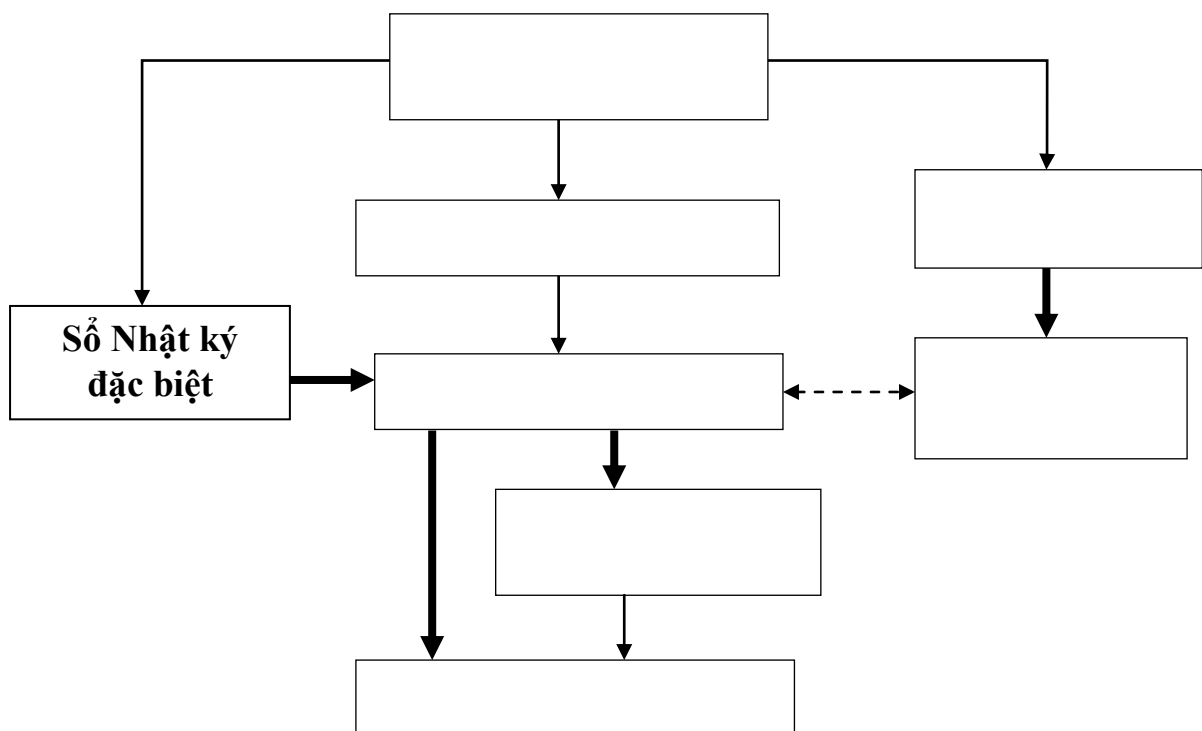 Sổ Nhật ký
đặc biệt